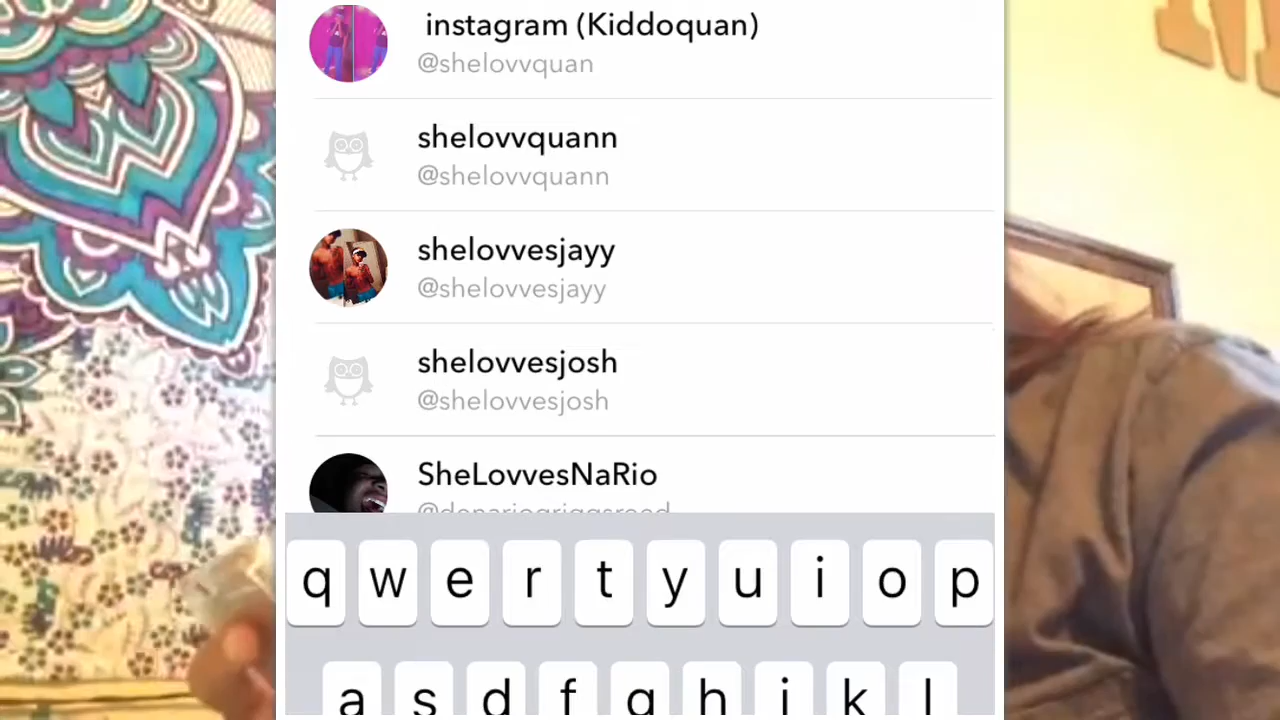 instagram (Kiddoquan)
@shelovvquan
shelovvquann
@shelovvquann
shelovvesjayy
@shelovvesjayy
shelovvesjosh
@shelovvesjosh
SheLovvesNaRio
q w e r t y u i o p
a s d f g h j k l